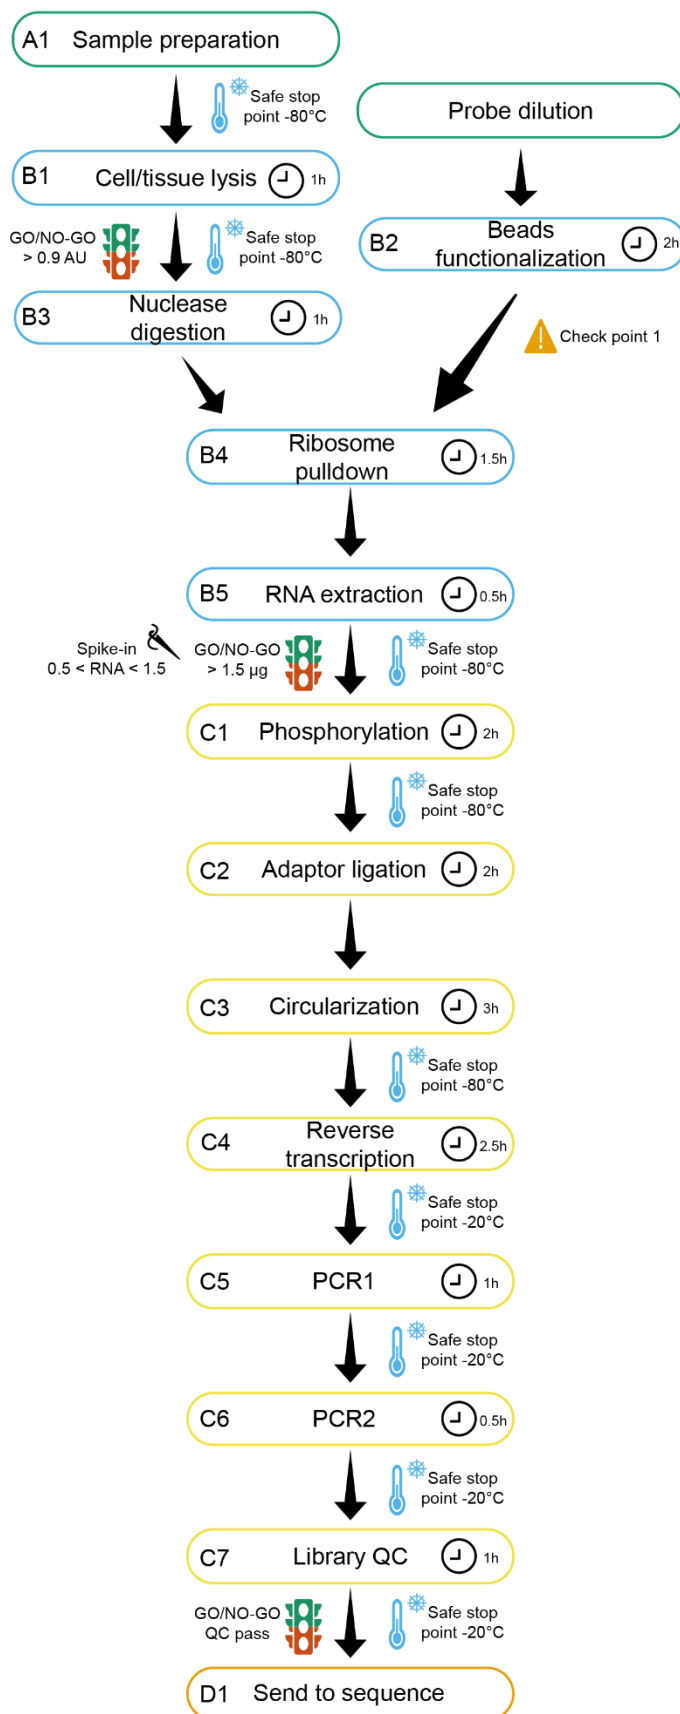 A1 Sample preparation
Safe stop
point -80°C
Probe dilution
B1 Cell/tissue lysis 1h
GO/NO-GO
> 0.9 AU
Safe stop
point -80°C
B2 Beads
functionalization 2h
B3 Nuclease
digestion 1h
Check point 1
B4 Ribosome
pulldown 1.5h
B5 RNA extraction 0.5h
Spike-in
0.5 < RNA < 1.5
GO/NO-GO
> 1.5 µg
Safe stop
point -80°C
C1 Phosphorylation 2h
Safe stop
point -80°C
C2 Adaptor ligation 2h
C3 Circularization 3h
Safe stop
point -80°C
C4 Reverse
transcription 2.5h
Safe stop
point -20°C
C5 PCR1 1h
Safe stop
point -20°C
C6 PCR2 0.5h
Safe stop
point -20°C
C7 Library QC 1h
GO/NO-GO
QC pass
Safe stop
point -20°C
D1 Send to sequence